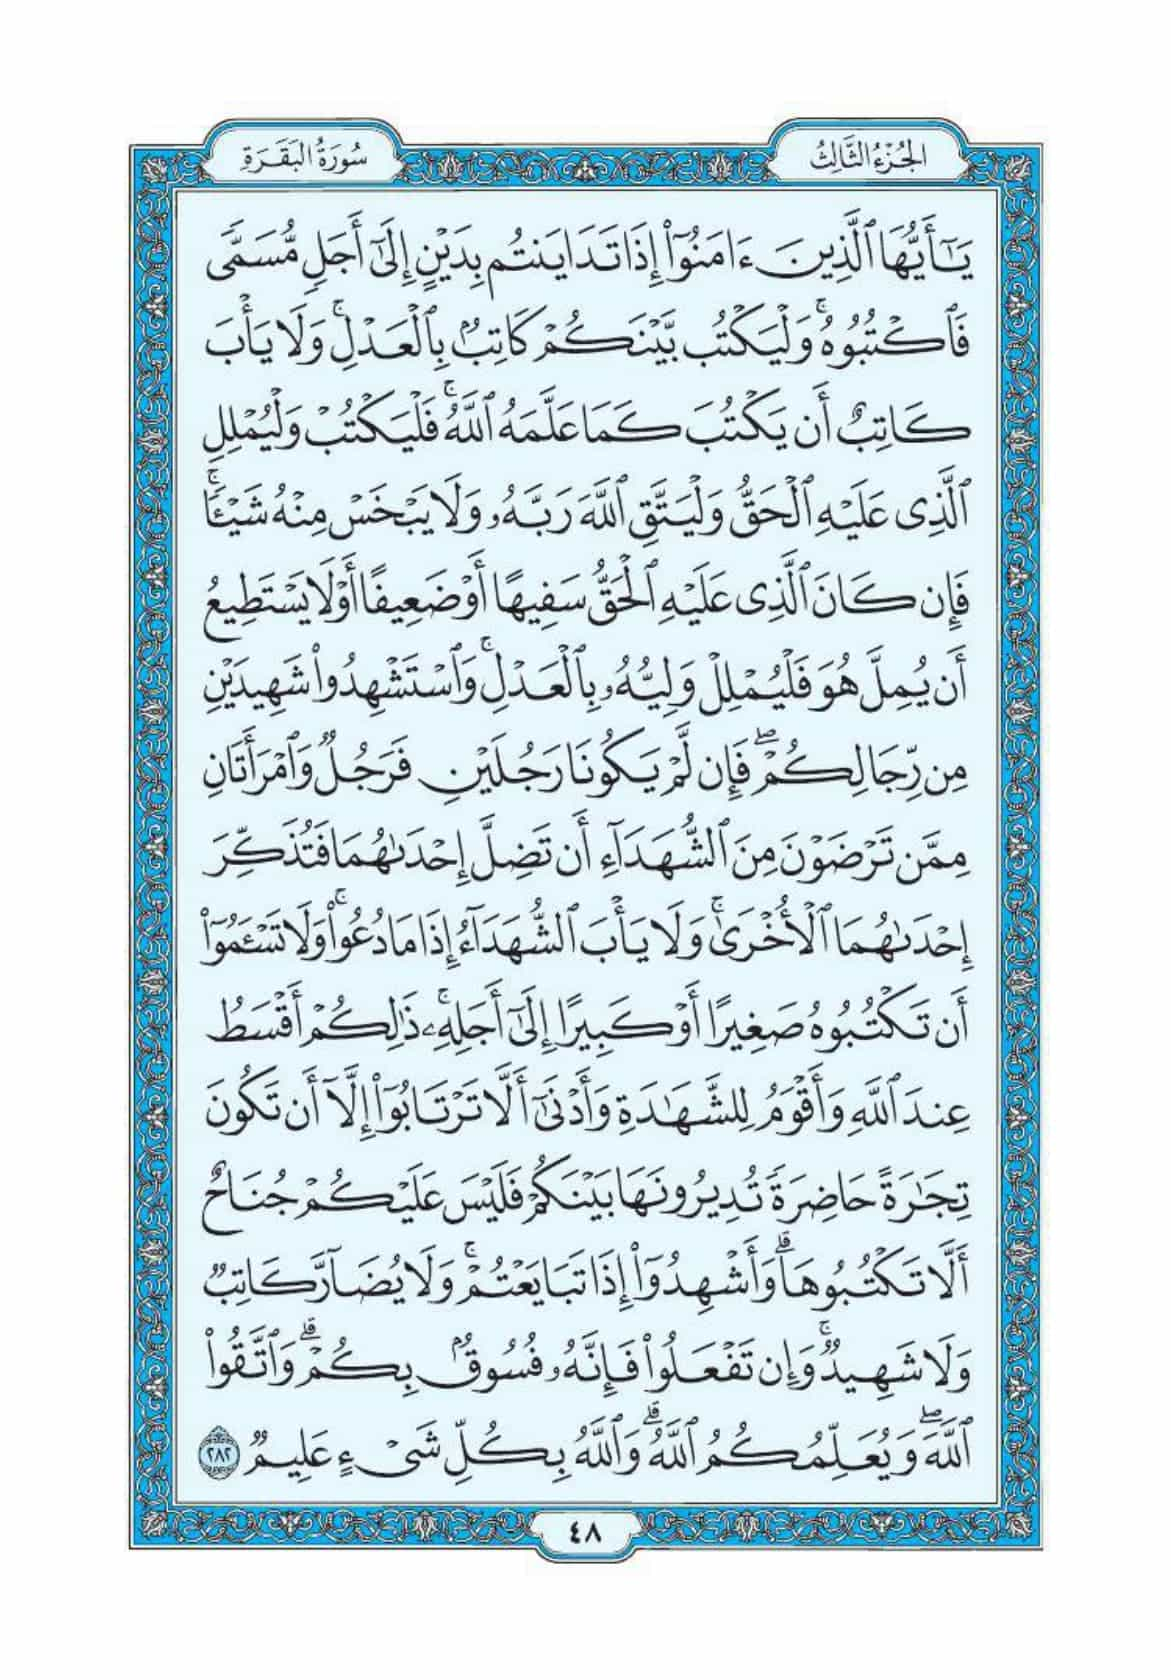 الجُزْءُ الثَّالِثُ
سُورَةُ البَقَرَةِ
يَٰٓأَيُّهَا ٱلَّذِينَ ءَامَنُوٓا۟ إِذَا تَدَايَنتُم بِدَيْنٍ إِلَىٰٓ أَجَلٍ مُّسَمًّى
فَٱكْتُبُوهُ ۚ وَلْيَكْتُب بَّيْنَكُمْ كَاتِبٌۢ بِٱلْعَدْلِ ۚ وَلَا يَأْبَ
كَاتِبٌ أَن يَكْتُبَ كَمَا عَلَّمَهُ ٱللَّهُ ۚ فَلْيَكْتُبْ وَلْيُمْلِلِ
ٱلَّذِى عَلَيْهِ ٱلْحَقُّ وَلْيَتَّقِ ٱللَّهَ رَبَّهُۥ وَلَا يَبْخَسْ مِنْهُ شَيْـًٔا ۚ
فَإِن كَانَ ٱلَّذِى عَلَيْهِ ٱلْحَقُّ سَفِيهًا أَوْ ضَعِيفًا أَوْ لَا يَسْتَطِيعُ
أَن يُمِلَّ هُوَ فَلْيُمْلِلْ وَلِيُّهُۥ بِٱلْعَدْلِ ۚ وَٱسْتَشْهِدُوا۟ شَهِيدَيْنِ
مِن رِّجَالِكُمْ ۖ فَإِن لَّمْ يَكُونَا رَجُلَيْنِ فَرَجُلٌ وَٱمْرَأَتَانِ
مِمَّن تَرْضَوْنَ مِنَ ٱلشُّهَدَآءِ أَن تَضِلَّ إِحْدَىٰهُمَا فَتُذَكِّرَ
إِحْدَىٰهُمَا ٱلْأُخْرَىٰ ۚ وَلَا يَأْبَ ٱلشُّهَدَآءُ إِذَا مَا دُعُوا۟ ۚ وَلَا تَسْـَٔمُوٓا۟
أَن تَكْتُبُوهُ صَغِيرًا أَوْ كَبِيرًا إِلَىٰٓ أَجَلِهِۦ ۚ ذَٰلِكُمْ أَقْسَطُ
عِندَ ٱللَّهِ وَأَقْوَمُ لِلشَّهَٰدَةِ وَأَدْنَىٰٓ أَلَّا تَرْتَابُوٓا۟ إِلَّآ أَن تَكُونَ
تِجَٰرَةً حَاضِرَةً تُدِيرُونَهَا بَيْنَكُمْ فَلَيْسَ عَلَيْكُمْ جُنَاحٌ
أَلَّا تَكْتُبُوهَا ۗ وَأَشْهِدُوٓا۟ إِذَا تَبَايَعْتُمْ ۚ وَلَا يُضَآرَّ كَاتِبٌ
وَلَا شَهِيدٌ ۚ وَإِن تَفْعَلُوا۟ فَإِنَّهُۥ فُسُوقٌۢ بِكُمْ ۗ وَٱتَّقُوا۟
ٱللَّهَ ۖ وَيُعَلِّمُكُمُ ٱللَّهُ ۗ وَٱللَّهُ بِكُلِّ شَىْءٍ عَلِيمٌ ٢٨٢
٤٨